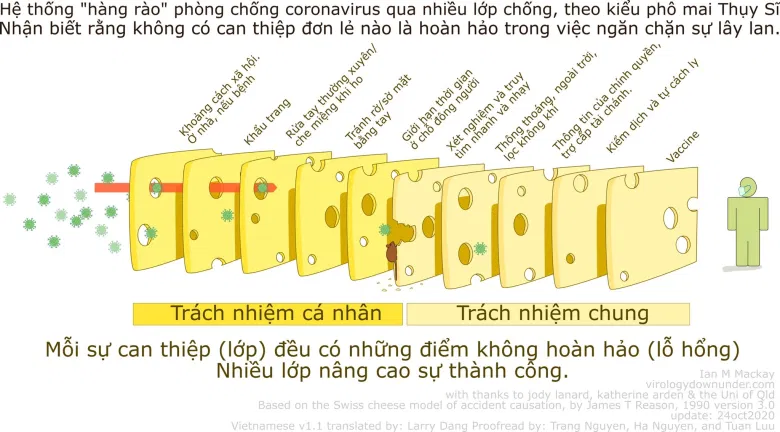 Hệ thống "hàng rào" phòng chống coronavirus qua nhiều lớp chống, theo kiểu phô mai Thụy Sĩ
Nhận biết rằng không có can thiệp đơn lẻ nào là hoàn hảo trong việc ngăn chặn sự lây lan.
Khoảng cách xã hội.
Ở nhà, nếu bệnh
Khẩu trang
Rửa tay thường xuyên/
che miệng khi ho
Tránh rờ/sờ mặt
bằng tay
Giới hạn thời gian
ở chỗ đông người
Xét nghiệm và truy
tìm nhanh và nhạy
Thông thoáng, ngoài trời,
lọc không khí
Thông tin của chính quyền,
trợ cấp tài chánh.
Kiểm dịch và tự cách ly
Vaccine
Trách nhiệm cá nhân
Trách nhiệm chung
Mỗi sự can thiệp (lớp) đều có những điểm không hoàn hảo (lỗ hổng)
Nhiều lớp nâng cao sự thành công.
Ian M Mackay
virologydownunder.com
with thanks to jody lanard, katherine arden & the Uni of Qld
Based on the Swiss cheese model of accident causation, by James T Reason, 1990 version 3.0
update: 24oct2020
Vietnamese v1.1 translated by: Larry Dang Proofread by: Trang Nguyen, Ha Nguyen, and Tuan Luu